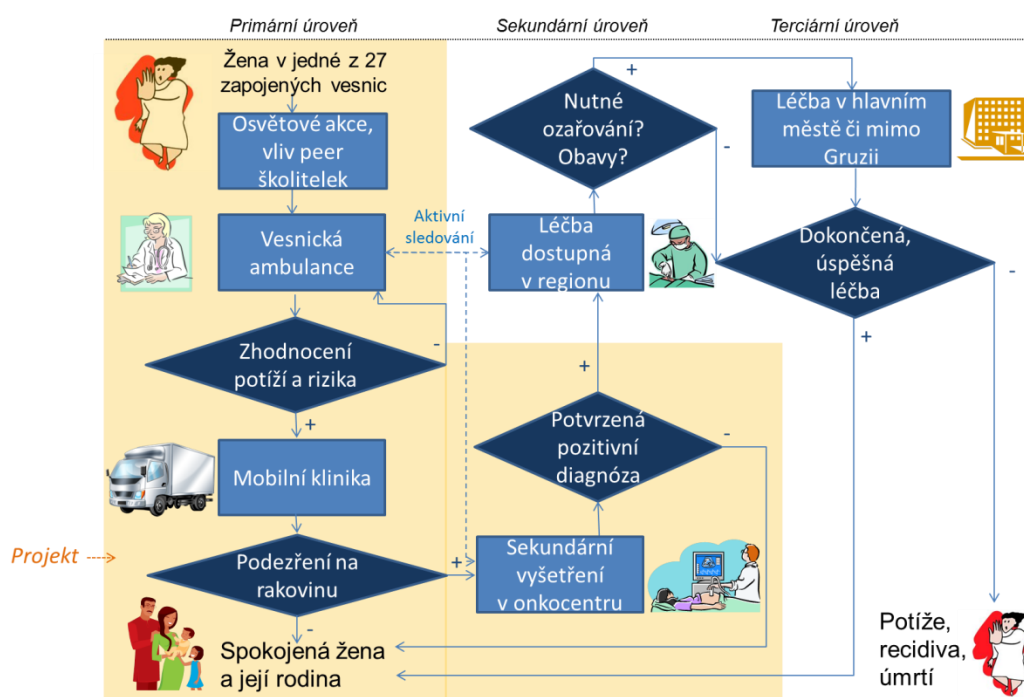 Primární úroveň
Sekundární úroveň
Terciární úroveň
Žena v jedné z 27
zapojených vesnic
Osvětové akce,
vliv peer
školitelek
Vesnická
ambulance
Zhodnocení
potíží a rizika
-
+
Mobilní klinika
Projekt
Podezření na
rakovinu
+
-
Spokojená žena
a její rodina
Aktivní
sledování
Nutné
ozařování?
Obavy?
+
-
Léčba
dostupná
v regionu
+
Potvrzená
pozitivní
diagnóza
-
Sekundární
vyšetření
v onkocentru
Léčba v hlavním
městě či mimo
Gruzii
Dokončená,
úspěšná
léčba
-
+
Potíže,
recidiva,
úmrtí